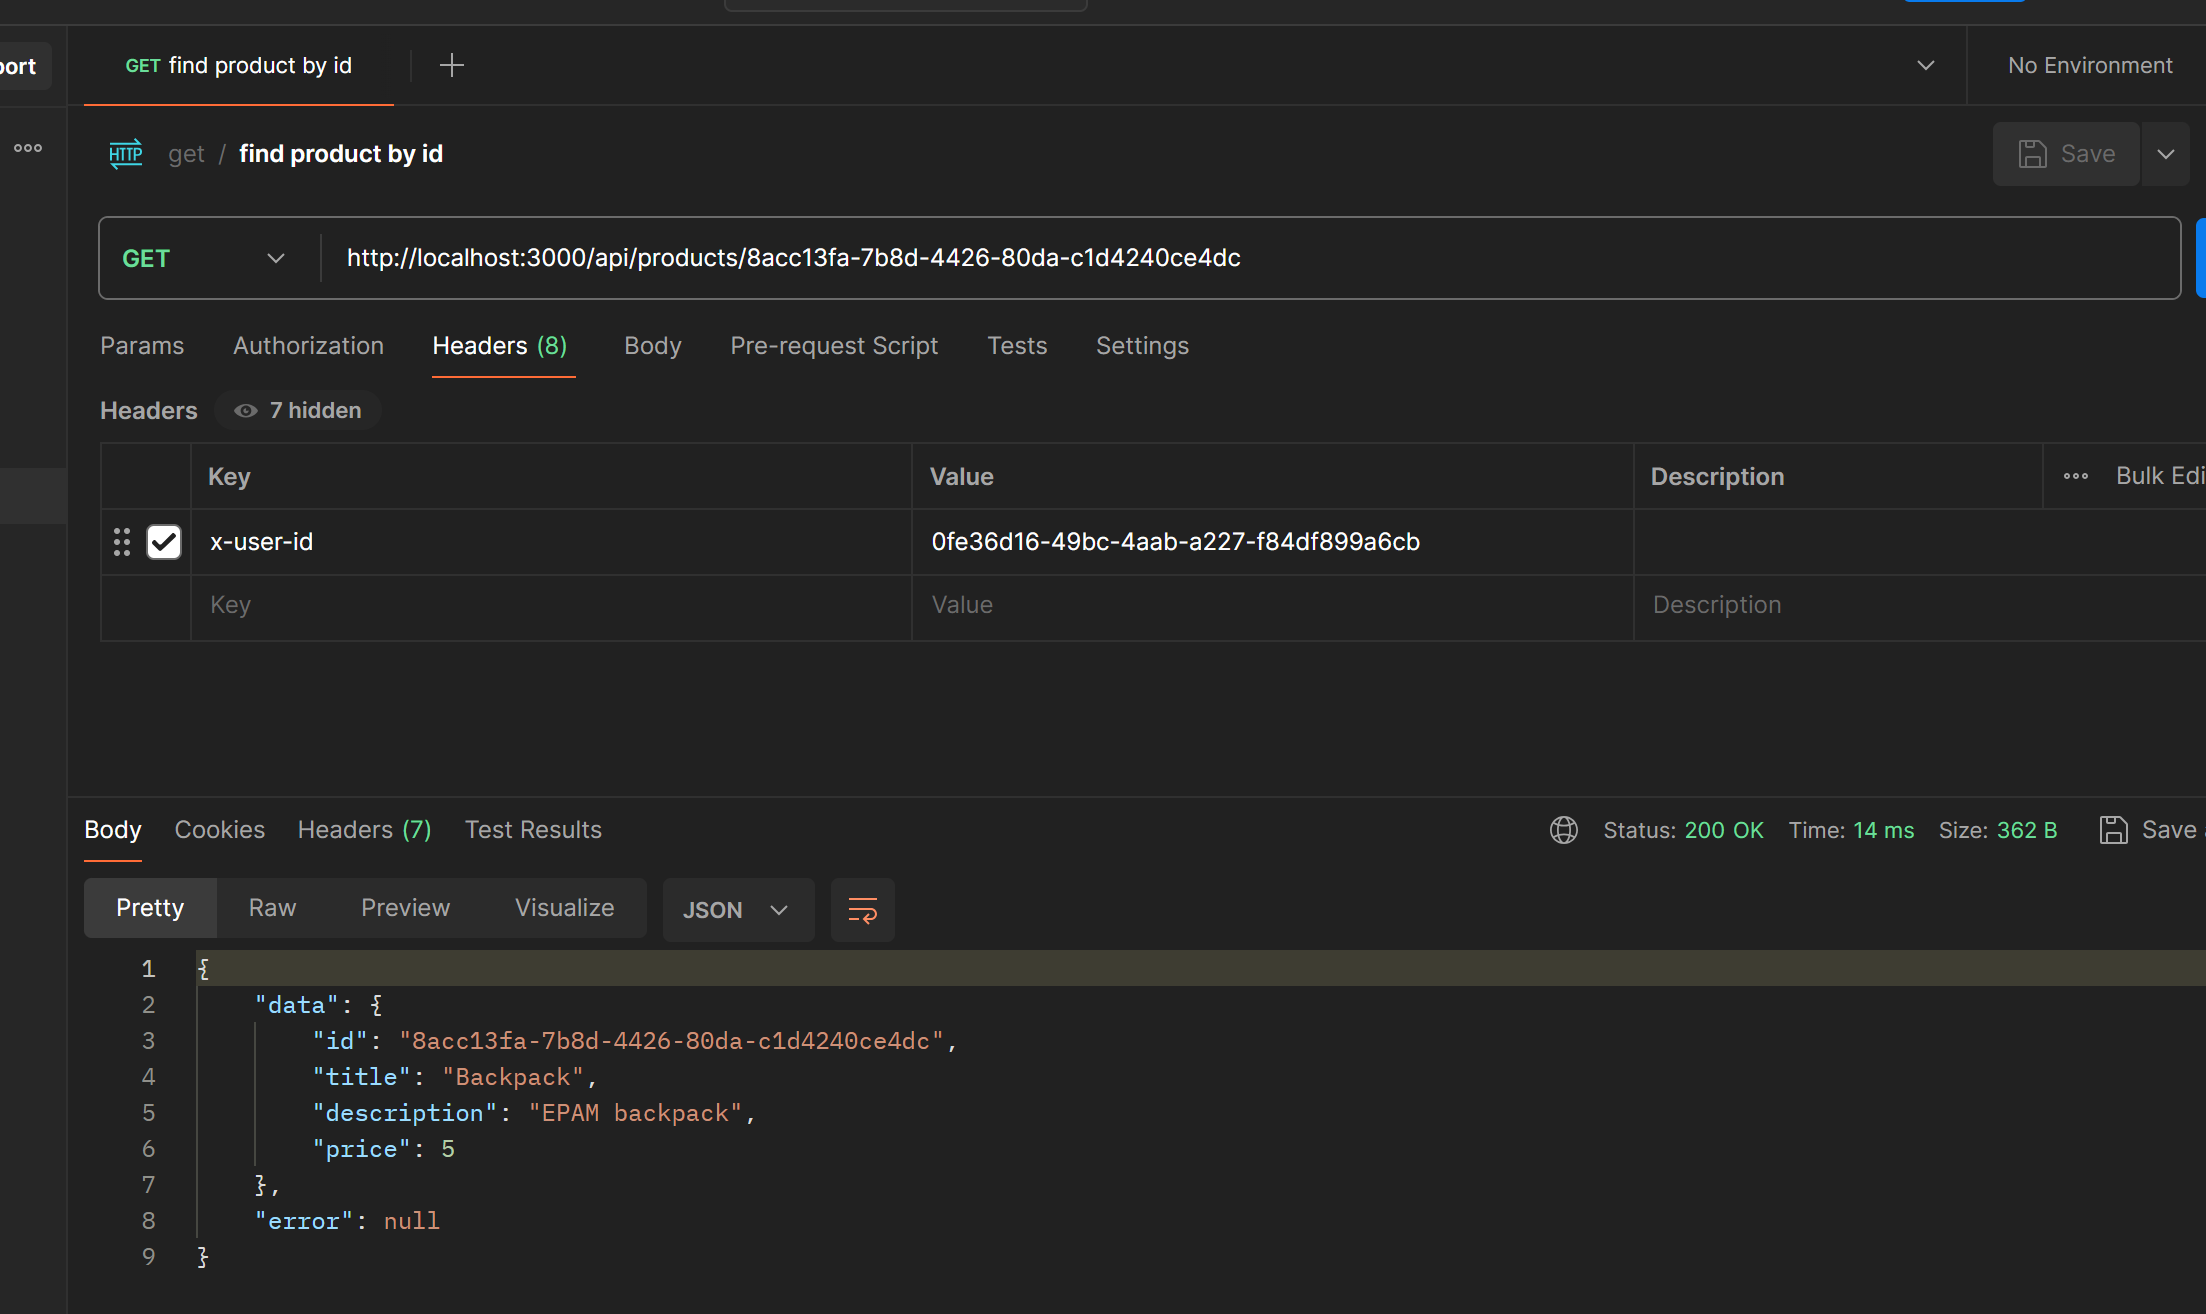 port
GET find product by id
No Environment
HTTP get / find product by id
Save
GET http://localhost:3000/api/products/8acc13fa-7b8d-4426-80da-c1d4240ce4dc
Params Authorization Headers (8) Body Pre-request Script Tests Settings
Headers 7 hidden
Key Value Description Bulk Edi
x-user-id 0fe36d16-49bc-4aab-a227-f84df899a6cb
Key Value Description
Body Cookies Headers (7) Test Results Status: 200 OK Time: 14 ms Size: 362 B Save
Pretty Raw Preview Visualize JSON
1 {
2 "data": {
3 "id": "8acc13fa-7b8d-4426-80da-c1d4240ce4dc",
4 "title": "Backpack",
5 "description": "EPAM backpack",
6 "price": 5
7 },
8 "error": null
9 }